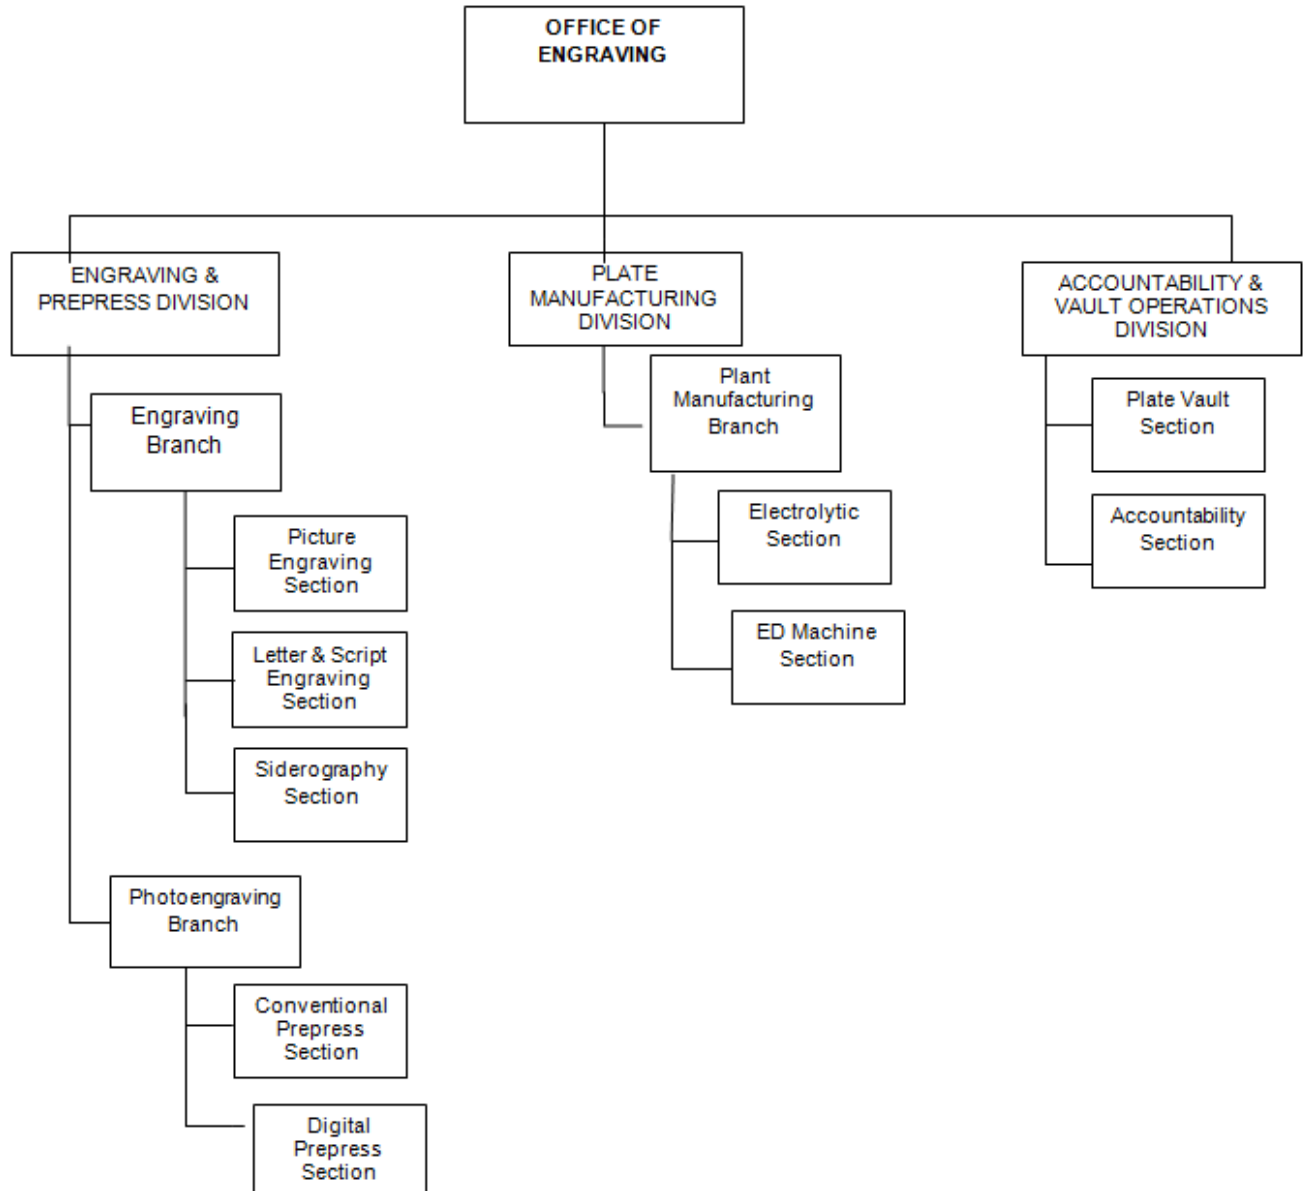 OFFICE OF
ENGRAVING
ENGRAVING &
PREPRESS DIVISION
Engraving
Branch
Picture
Engraving
Section
Letter & Script
Engraving
Section
Siderography
Section
Photoengraving
Branch
Conventional
Prepress
Section
Digital
Prepress
Section
PLATE
MANUFACTURING
DIVISION
Plant
Manufacturing
Branch
Electrolytic
Section
ED Machine
Section
ACCOUNTABILITY &
VAULT OPERATIONS
DIVISION
Plate Vault
Section
Accountability
Section